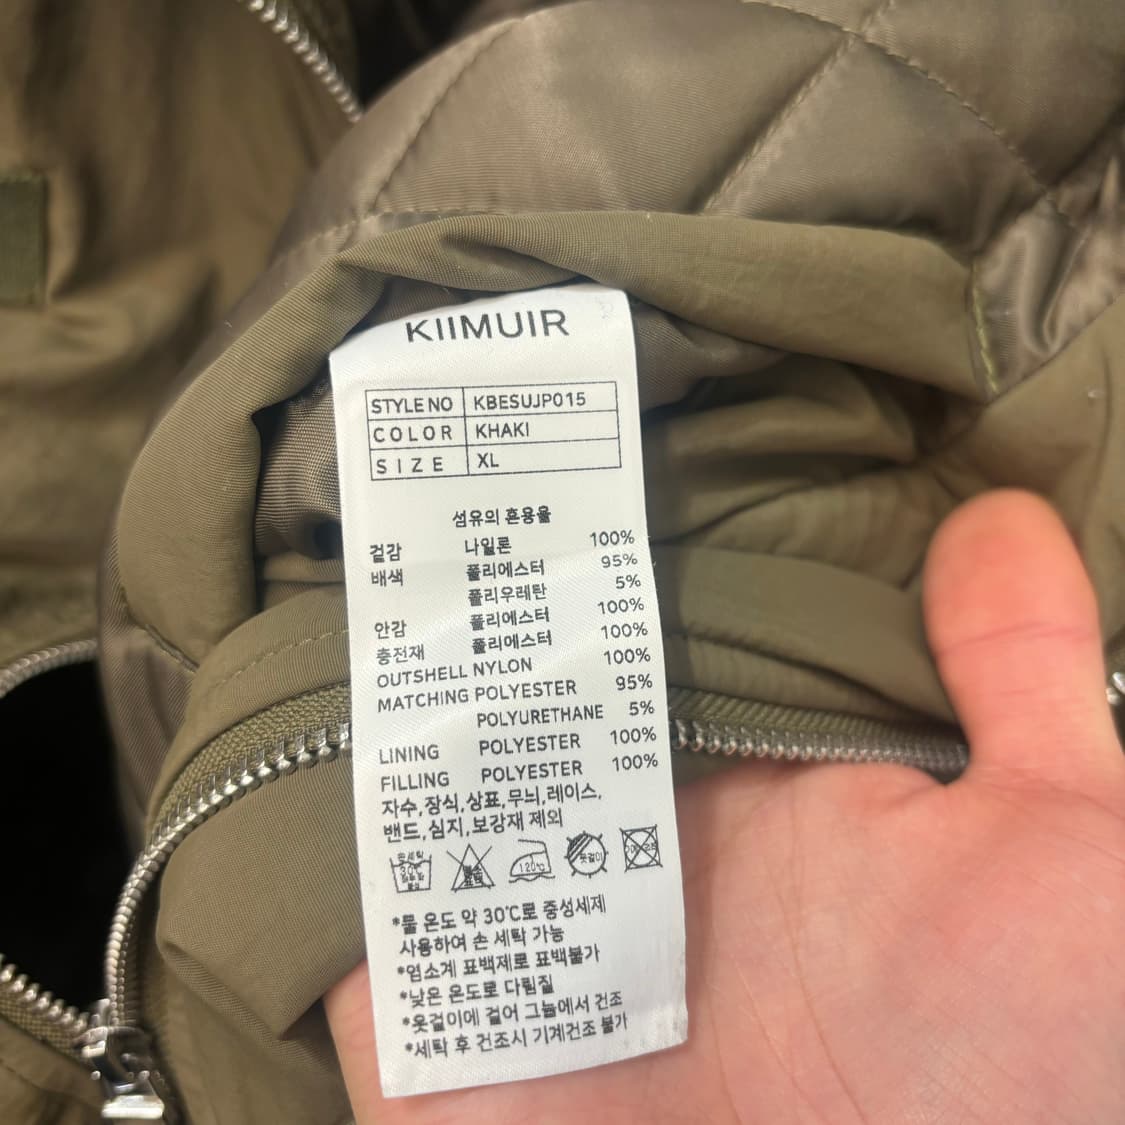 KIIMUIR
STYLE NO KBESUJP015
COLOR KHAKI
SIZE XL
섬유의 혼용율
겉감 나일론 100%
배색 폴리에스터 95%
폴리우레탄 5%
안감 폴리에스터 100%
충전재 폴리에스터 100%
OUTSHELL NYLON 100%
MATCHING POLYESTER 95%
POLYURETHANE 5%
LINING POLYESTER 100%
FILLING POLYESTER 100%
자수,장식,상표,무늬,레이스,
밴드,심지,보강재 제외
30℃ 120℃ 옷걸이
*물 온도 약 30℃로 중성세제
사용하여 손 세탁 가능
*염소계 표백제로 표백불가
*낮은 온도로 다림질
*옷걸이에 걸어 그늘에서 건조
*세탁 후 건조시 기계건조 불가